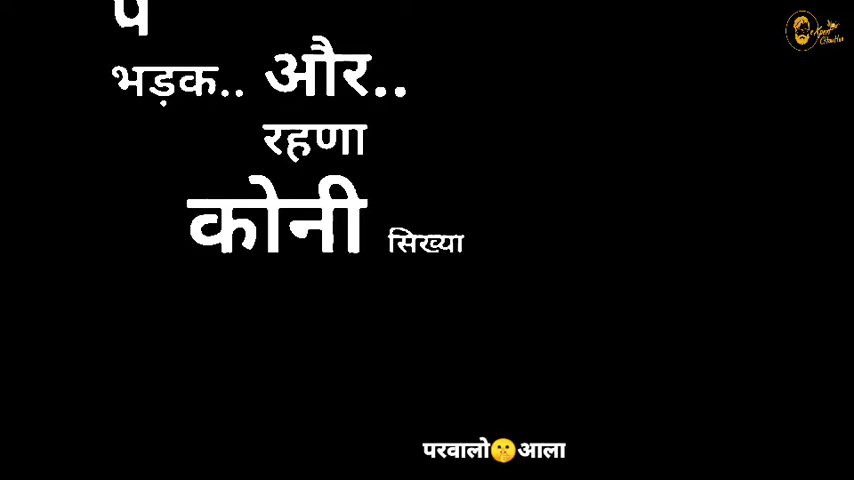 प
भड़क.. और..
रहणा
कोनी सिख्या
परवालो🤫आला